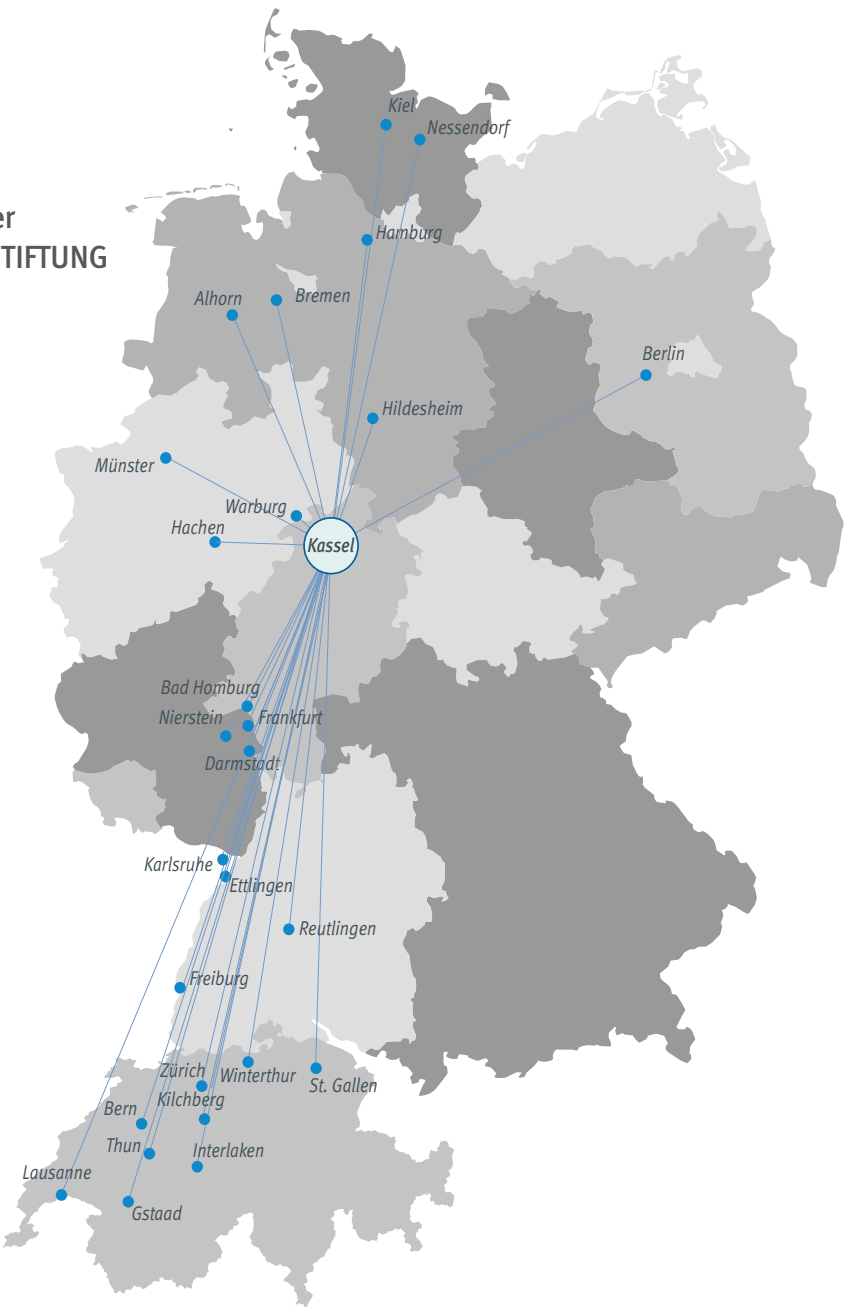 Kiel
Nessendorf
er
TIFTUNG
Hamburg
Alhorn
Bremen
Berlin
Hildesheim
Münster
Warburg
Hachen
Kassel
Bad Homburg
Nierstein
Frankfurt
Darmstadt
Karlsruhe
Ettlingen
Reutlingen
Freiburg
Zürich
Winterthur
St. Gallen
Kilchberg
Bern
Thun
Interlaken
Lausanne
Gstaad